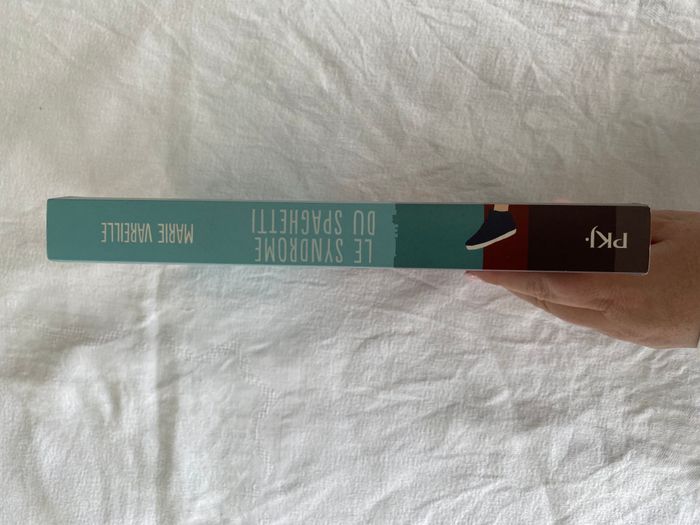 MARIE VAREILLE
LE SYNDROME
DU SPAGHETTI
PKJ.